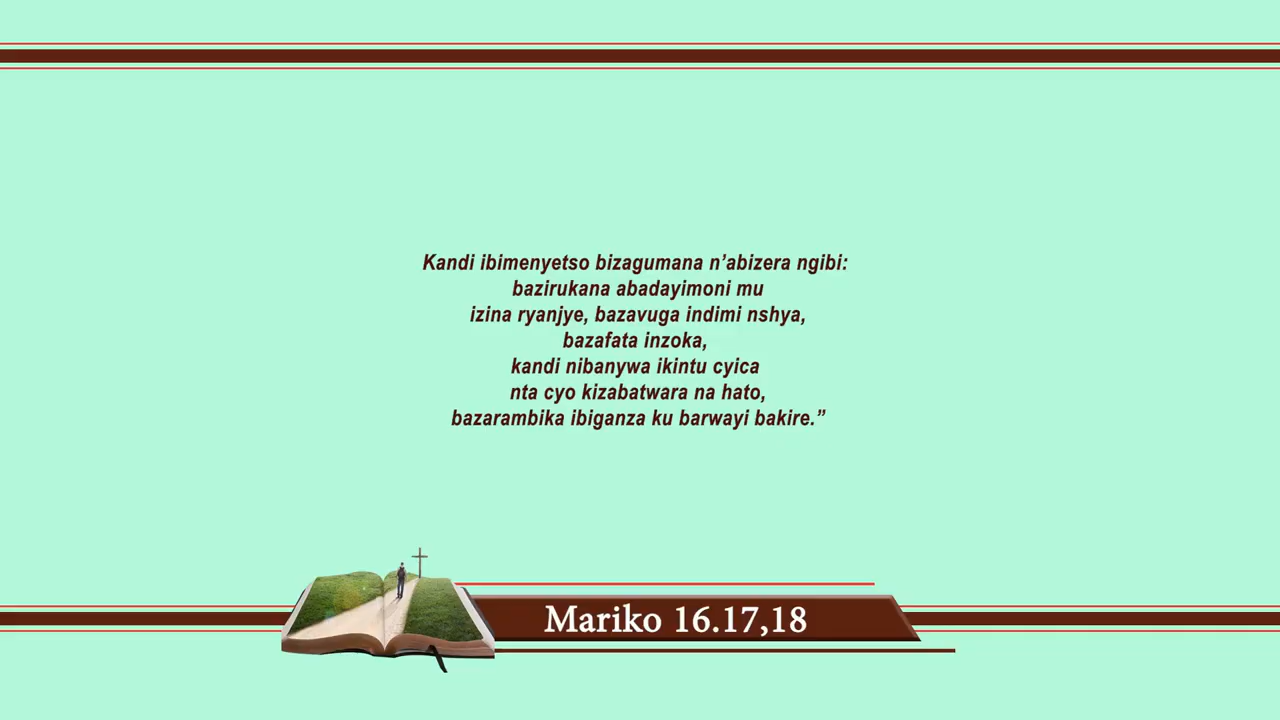 Kandi ibimenyetso bizagumana n’abizera ngibi:
bazirukana abadayimoni mu
izina ryanjye, bazavuga indimi nshya,
bazafata inzoka,
kandi nibanywa ikintu cyica
nta cyo kizabatwara na hato,
bazarambika ibiganza ku barwayi bakire.”
Mariko 16.17,18